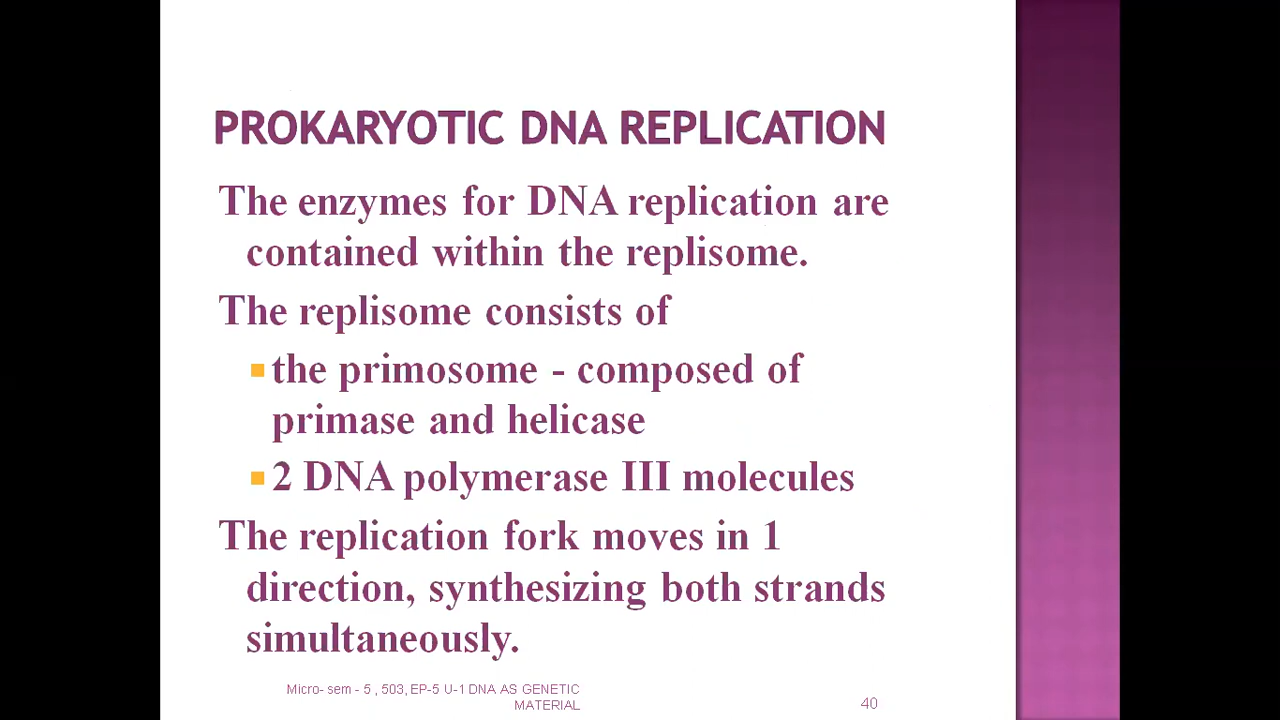 PROKARYOTIC DNA REPLICATION
The enzymes for DNA replication are
contained within the replisome.
The replisome consists of
the primosome - composed of
primase and helicase
2 DNA polymerase III molecules
The replication fork moves in 1
direction, synthesizing both strands
simultaneously.
Micro- sem - 5 , 503, EP-5 U-1 DNA AS GENETIC
MATERIAL
40